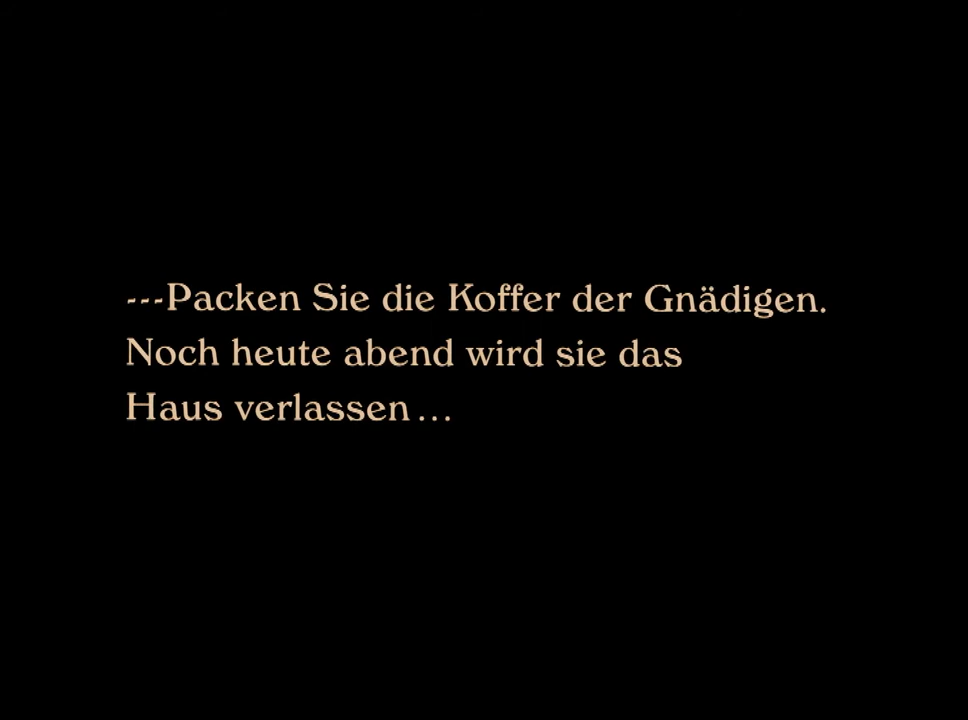 ---Packen Sie die Koffer der Gnädigen.
Noch heute abend wird sie das
Haus verlassen...